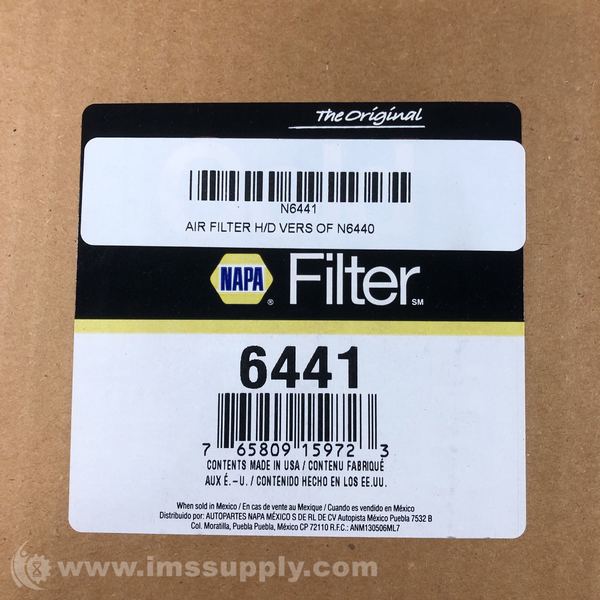 The Original
N6441
AIR FILTER H/D VERS OF N6440
NAPA ® Filter SM
6441
7 65809 15972 3
CONTENTS MADE IN USA / CONTENU FABRIQUÉ
AUX É.-U. / CONTENIDO HECHO EN LOS EE.UU.
When sold in Mexico / En cas de vente au Mexique / Cuando es vendido en México
Distribuido por: AUTOPARTES NAPA MÉXICO S DE RL DE CV Autopista México Puebla 7532 B
Col. Moratilla, Puebla Puebla, México CP 72110 R.F.C.: ANM130506ML7
© www.imssupply.com